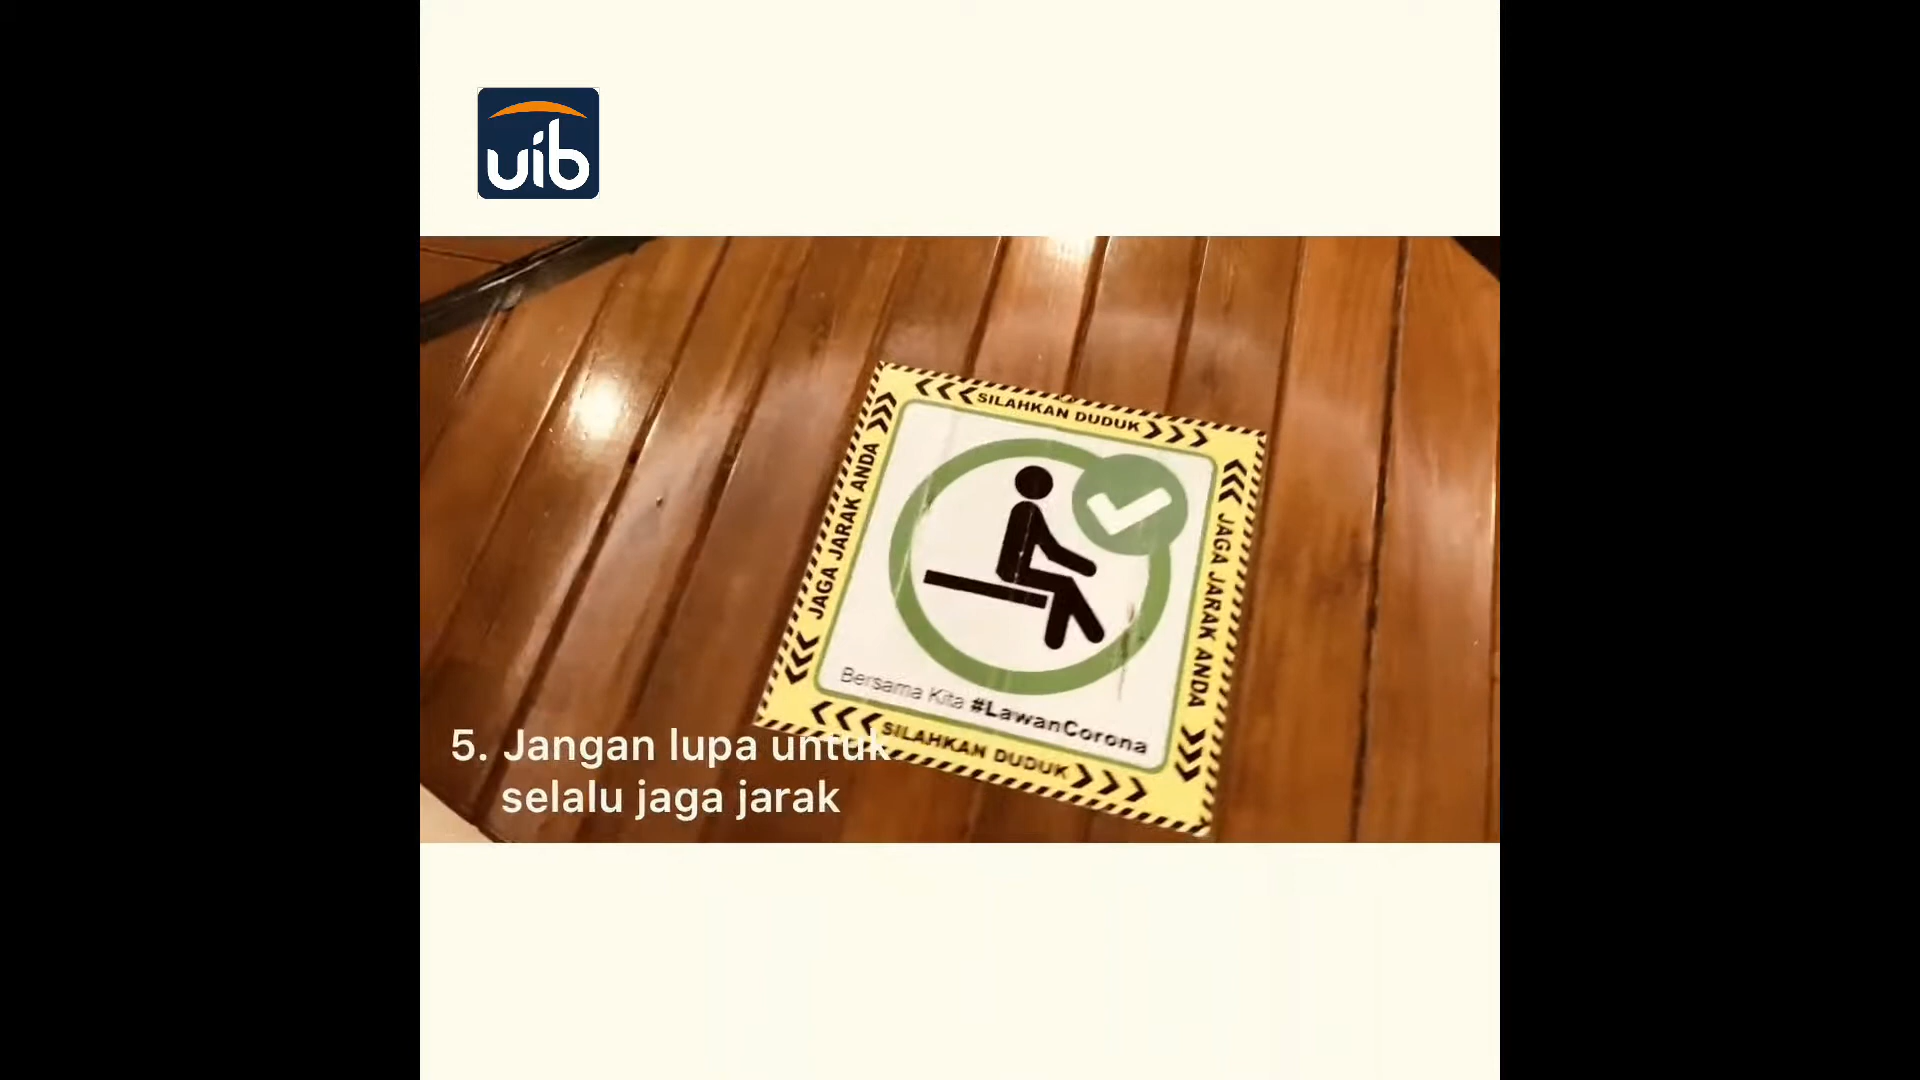 uib
<<<SILAHKAN DUDUK>>>
<<<JAGA JARAK ANDA>>>
<<<JAGA JARAK ANDA>>>
Bersama Kita #LawanCorona
<<<SILAHKAN DUDUK>>>
5. Jangan lupa untuk
selalu jaga jarak